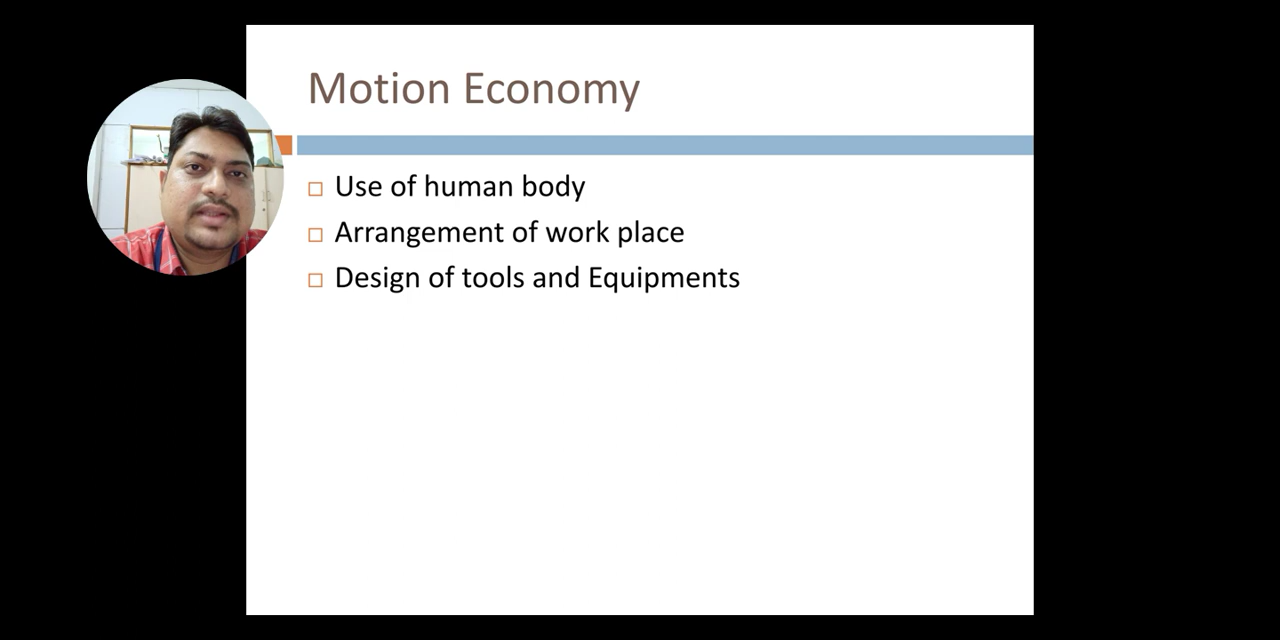 Motion Economy
Use of human body
Arrangement of work place
Design of tools and Equipments